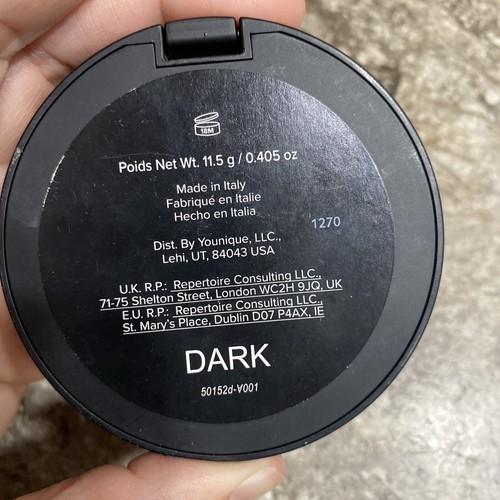 18M
Poids Net Wt. 11.5 g / 0.405 oz
Made in Italy
Fabriqué en Italie
Hecho en Italia
1270
Dist. By Younique, LLC.,
Lehi, UT, 84043 USA
U.K. R.P.: Repertoire Consulting LLC.,
71-75 Shelton Street, London WC2H 9JQ, UK
E.U. R.P.: Repertoire Consulting LLC.,
St. Mary's Place, Dublin D07 P4AX, IE
DARK
50152d-V001